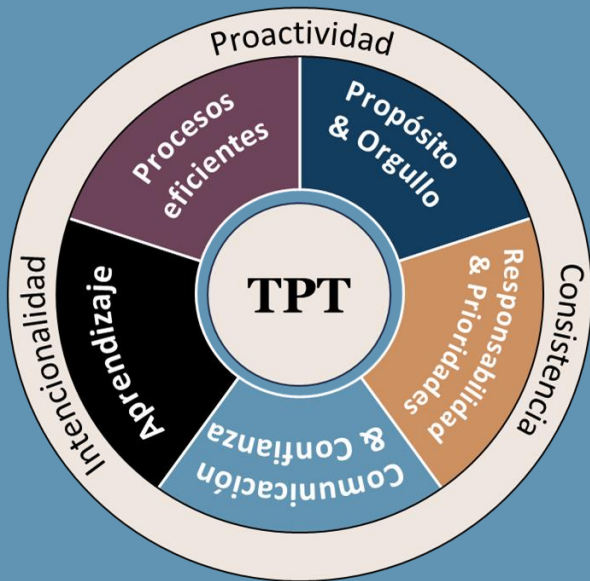 Proactividad
Propósito
& Orgullo
Responsabilidad
& Prioridades
Consistencia
Comunicación
& Confianza
Aprendizaje
Intencionalidad
Procesos
eficientes
TPT